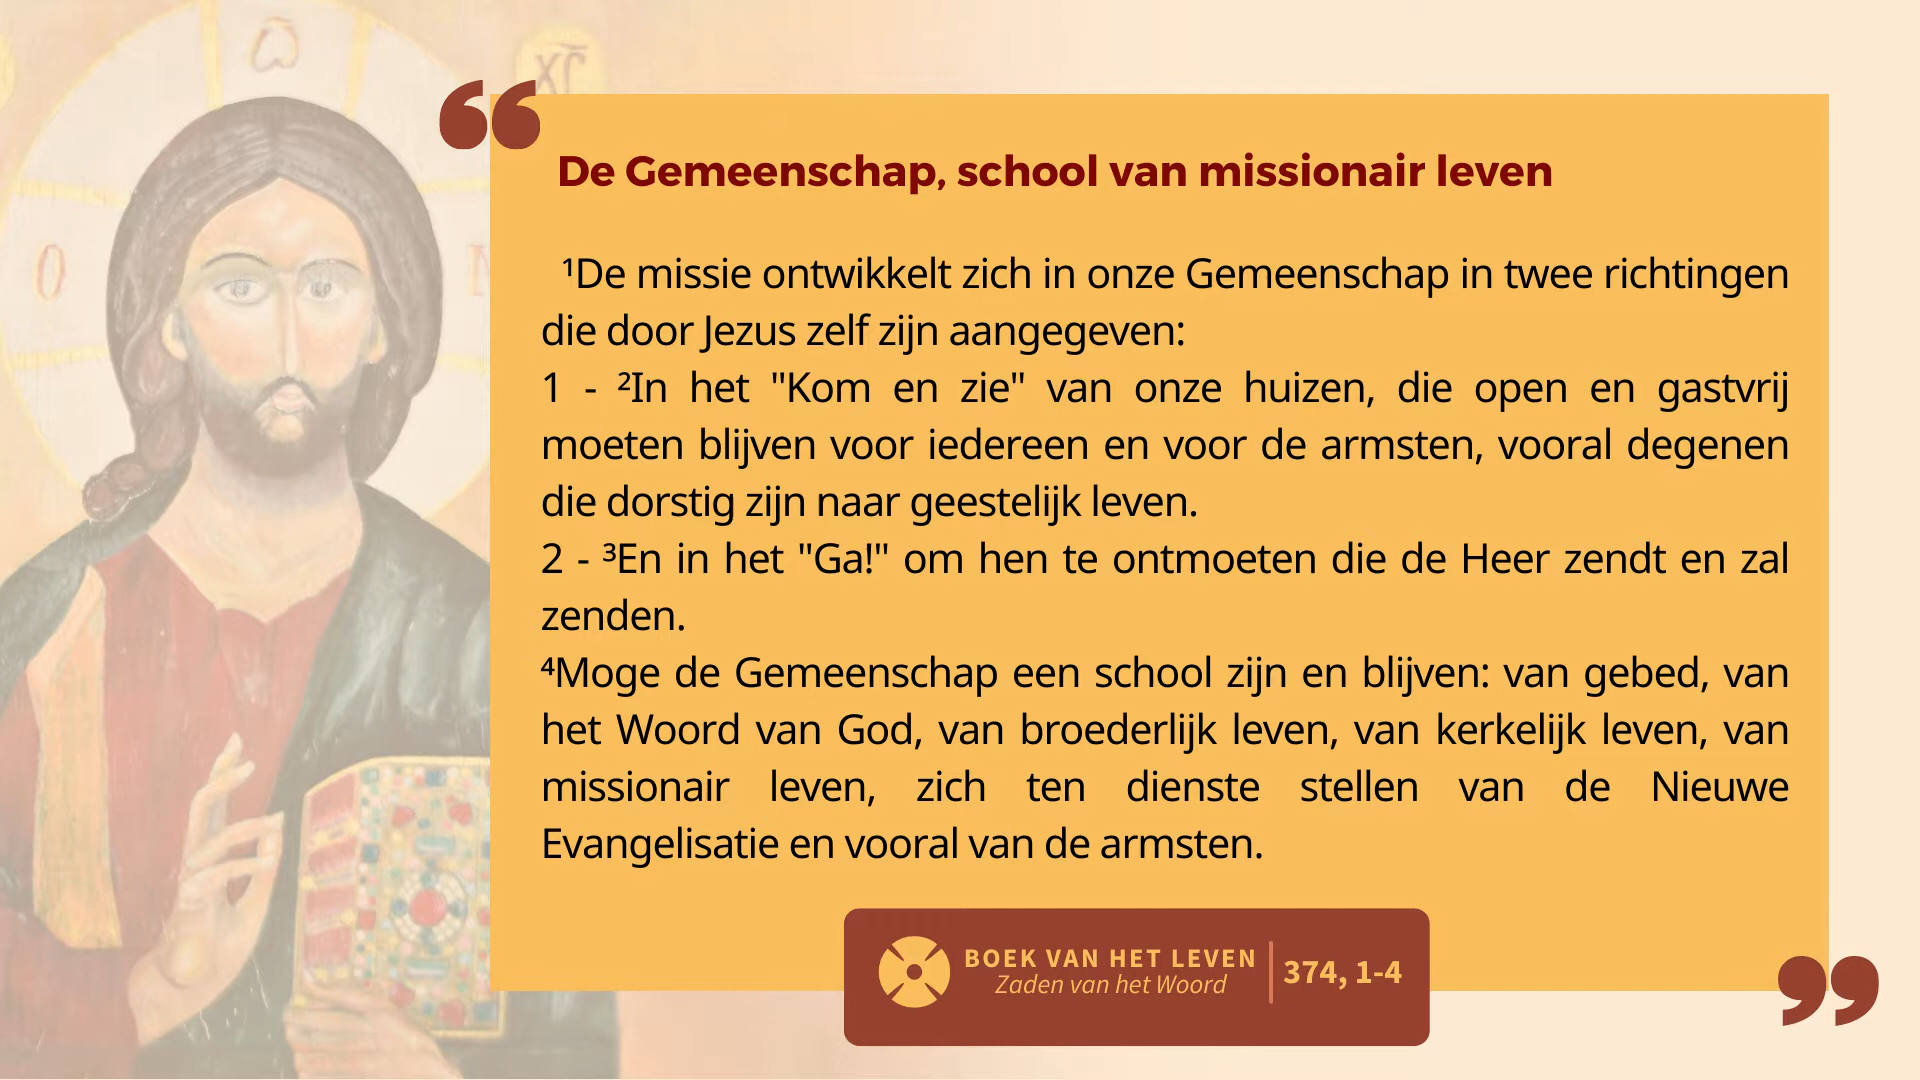 De Gemeenschap, school van missionair leven
¹De missie ontwikkelt zich in onze Gemeenschap in twee richtingen
die door Jezus zelf zijn aangegeven:
1 - ²In het "Kom en zie" van onze huizen, die open en gastvrij
moeten blijven voor iedereen en voor de armsten, vooral degenen
die dorstig zijn naar geestelijk leven.
2 - ³En in het "Ga!" om hen te ontmoeten die de Heer zendt en zal
zenden.
⁴Moge de Gemeenschap een school zijn en blijven: van gebed, van
het Woord van God, van broederlijk leven, van kerkelijk leven, van
missionair leven, zich ten dienste stellen van de Nieuwe
Evangelisatie en vooral van de armsten.
BOEK VAN HET LEVEN
Zaden van het Woord
374, 1-4